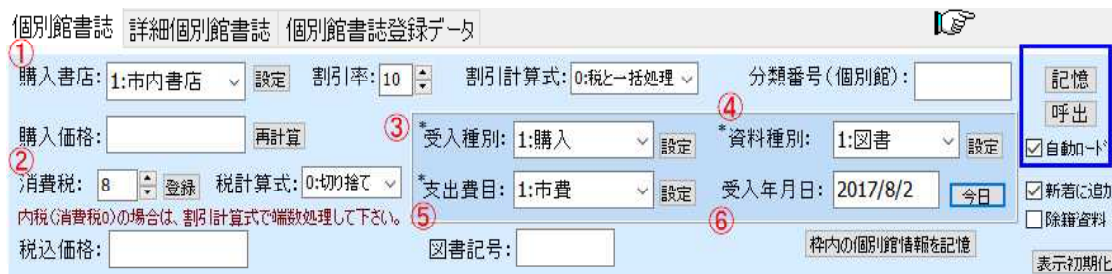 個別館書誌 詳細個別館書誌 個別館書誌登録データ
①
購入書店: 1:市内書店 設定 割引率: 10 割引計算式: 0:税と一括処理 分類番号(個別館): 記憶
呼出
購入価格: 再計算 ③ *受入種別: 1:購入 設定 ④ *資料種別: 1:図書 設定 ☑自動ロード
②
消費税: 8 登録 税計算式: 0:切り捨て *支出費目: 1:市費 設定 受入年月日: 2017/8/2 今日 ☑新着に追加
内税(消費税0)の場合は、割引計算式で端数処理して下さい。 ⑤ ⑥ □除籍資料
税込価格: 図書記号: 枠内の個別館情報を記憶 表示初期化